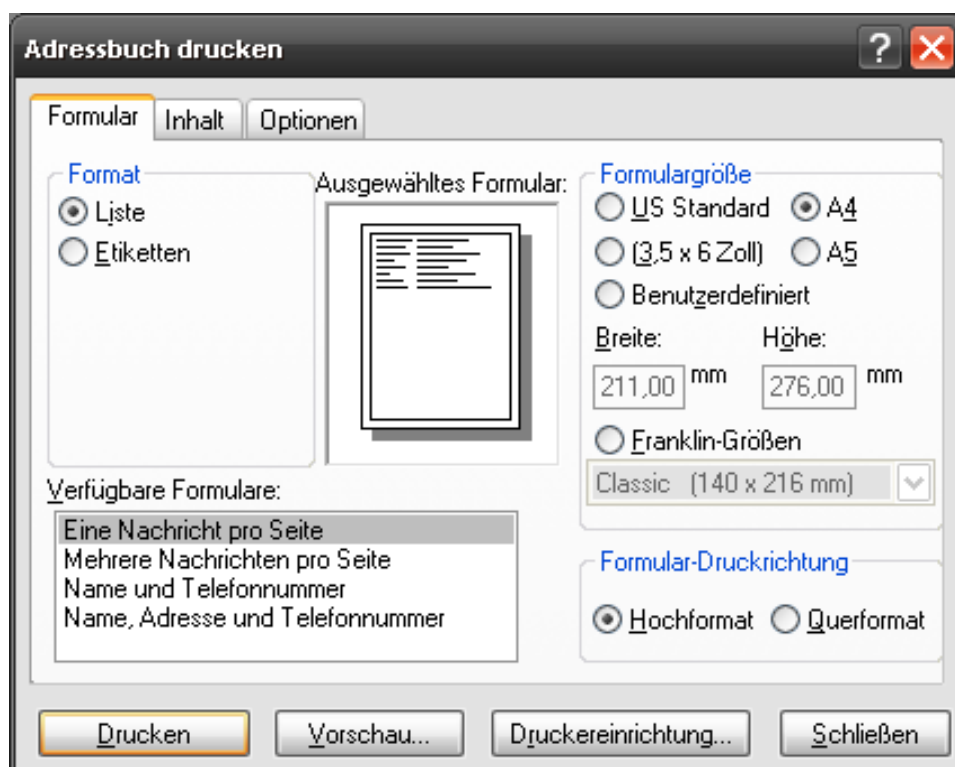 Adressbuch drucken
Formular Inhalt Optionen
Format
Liste
Etiketten
Ausgewähltes Formular:
Formulargröße
US Standard A4
(3,5 x 6 Zoll) A5
Benutzerdefiniert
Breite: Höhe:
211,00 mm 276,00 mm
Franklin-Größen
Classic (140 x 216 mm)
Verfügbare Formulare:
Eine Nachricht pro Seite
Mehrere Nachrichten pro Seite
Name und Telefonnummer
Name, Adresse und Telefonnummer
Formular-Druckrichtung
Hochformat Querformat
Drucken Vorschau... Druckereinrichtung... Schließen